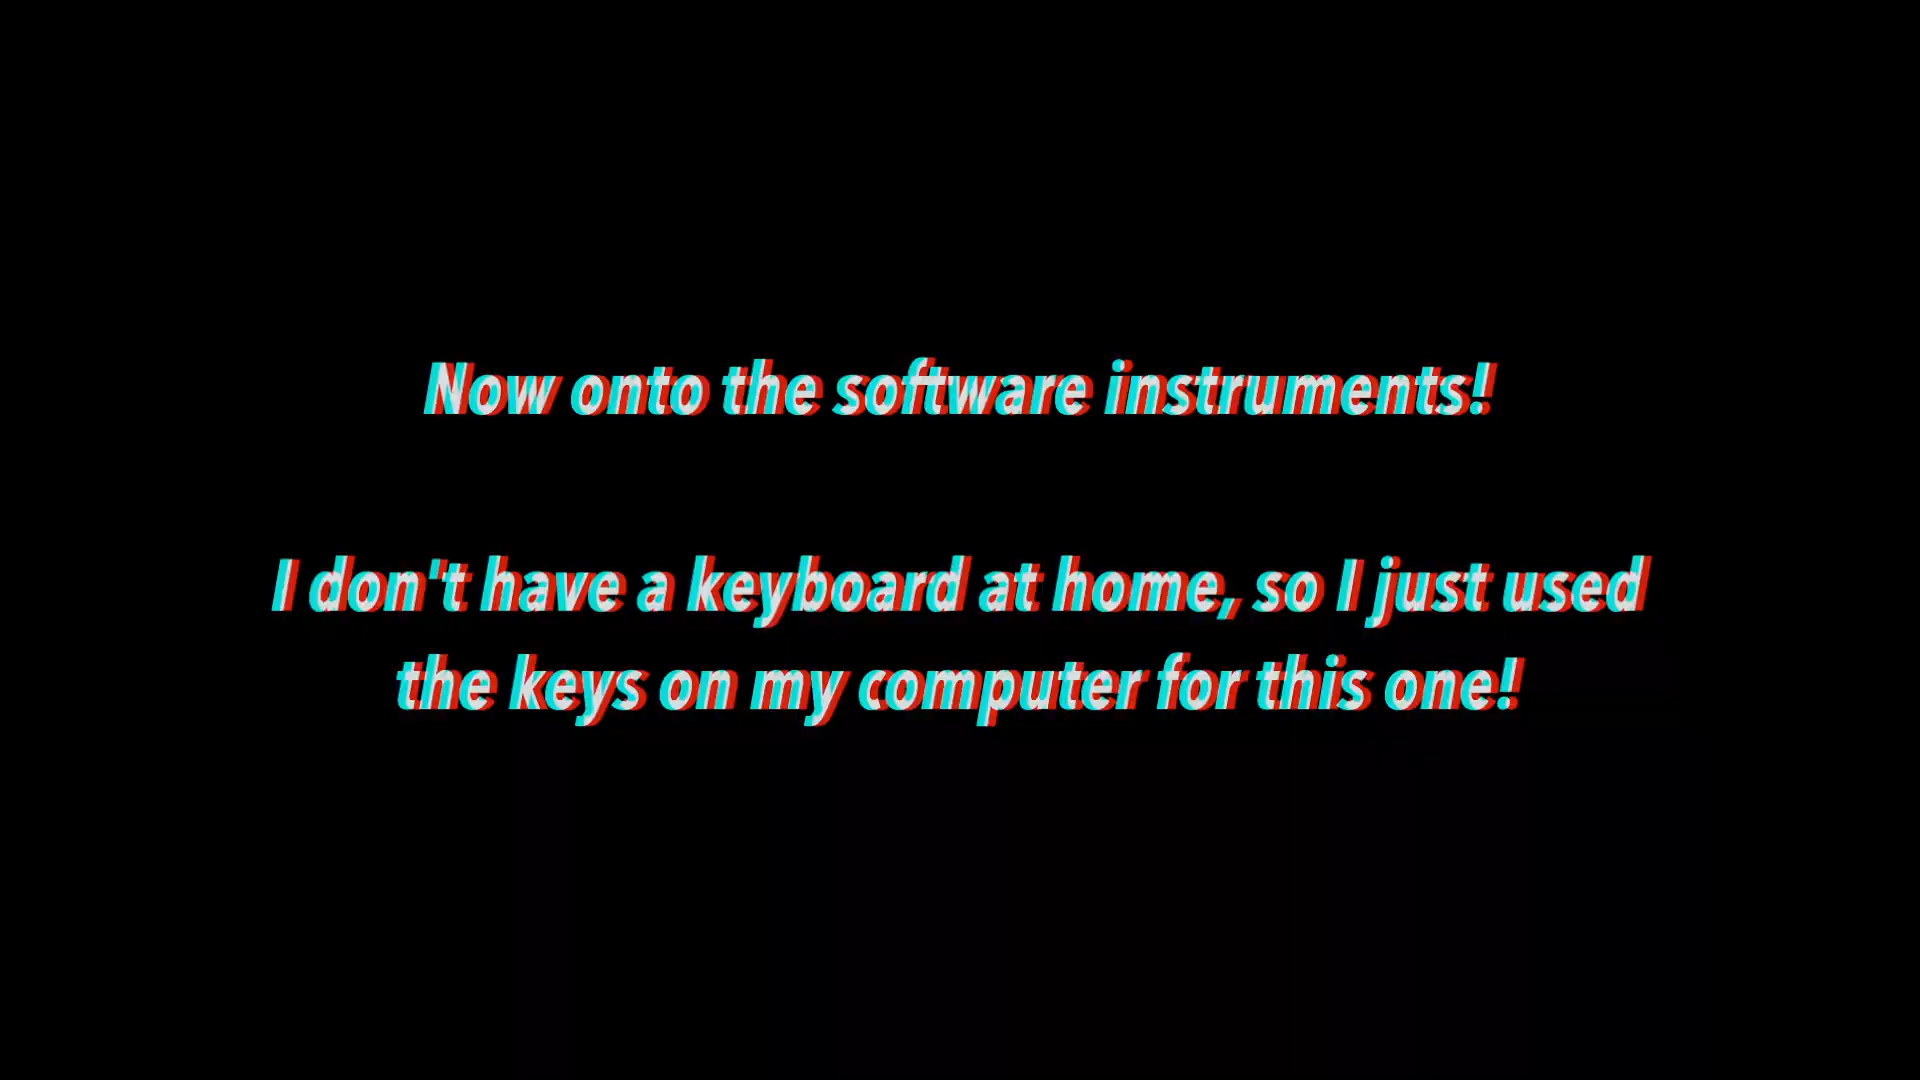 Now onto the software instruments!
I don't have a keyboard at home, so I just used
the keys on my computer for this one!